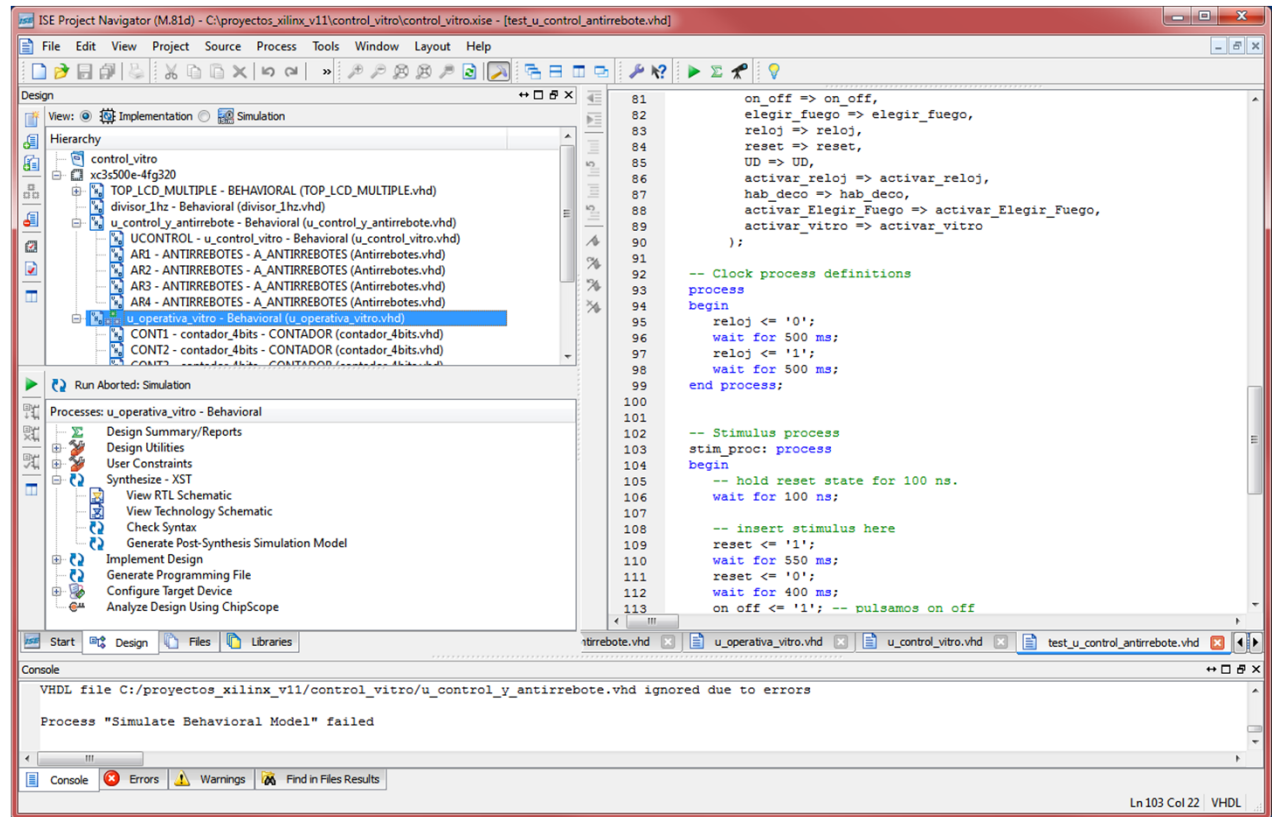 ISE Project Navigator (M.81d) - C:\proyectos_xilinx_v11\control_vitro\control_vitro.xise - [test_u_control_antirrebote.vhd]
File Edit View Project Source Process Tools Window Layout Help
Design
View: Implementation Simulation
Hierarchy
control_vitro
xc3s500e-4fg320
TOP_LCD_MULTIPLE - BEHAVIORAL (TOP_LCD_MULTIPLE.vhd)
divisor_1hz - Behavioral (divisor_1hz.vhd)
u_control_y_antirrebote - Behavioral (u_control_y_antirrebote.vhd)
UCONTROL - u_control_vitro - Behavioral (u_control_vitro.vhd)
AR1 - ANTIRREBOTES - A_ANTIRREBOTES (Antirrebotes.vhd)
AR2 - ANTIRREBOTES - A_ANTIRREBOTES (Antirrebotes.vhd)
AR3 - ANTIRREBOTES - A_ANTIRREBOTES (Antirrebotes.vhd)
AR4 - ANTIRREBOTES - A_ANTIRREBOTES (Antirrebotes.vhd)
u_operativa_vitro - Behavioral (u_operativa_vitro.vhd)
CONT1 - contador_4bits - CONTADOR (contador_4bits.vhd)
CONT2 - contador_4bits - CONTADOR (contador_4bits.vhd)
Run Aborted: Simulation
Processes: u_operativa_vitro - Behavioral
Design Summary/Reports
Design Utilities
User Constraints
Synthesize - XST
View RTL Schematic
View Technology Schematic
Check Syntax
Generate Post-Synthesis Simulation Model
Implement Design
Generate Programming File
Configure Target Device
Analyze Design Using ChipScope
Start Design Files Libraries
81 on_off => on_off,
82 elegir_fuego => elegir_fuego,
83 reloj => reloj,
84 reset => reset,
85 UD => UD,
86 activar_reloj => activar_reloj,
87 hab_deco => hab_deco,
88 activar_Elegir_Fuego => activar_Elegir_Fuego,
89 activar_vitro => activar_vitro
90 );
91
92 -- Clock process definitions
93 process
94 begin
95 reloj <= '0';
96 wait for 500 ms;
97 reloj <= '1';
98 wait for 500 ms;
99 end process;
100
101
102 -- Stimulus process
103 stim_proc: process
104 begin
105 -- hold reset state for 100 ns.
106 wait for 100 ns;
107
108 -- insert stimulus here
109 reset <= '1';
110 wait for 550 ms;
111 reset <= '0';
112 wait for 400 ms;
113 on_off <= '1'; -- pulsamos on_off
ntirrebote.vhd u_operativa_vitro.vhd u_control_vitro.vhd test_u_control_antirrebote.vhd
Console
VHDL file C:/proyectos_xilinx_v11/control_vitro/u_control_y_antirrebote.vhd ignored due to errors
Process "Simulate Behavioral Model" failed
Console Errors Warnings Find in Files Results
Ln 103 Col 22 VHDL